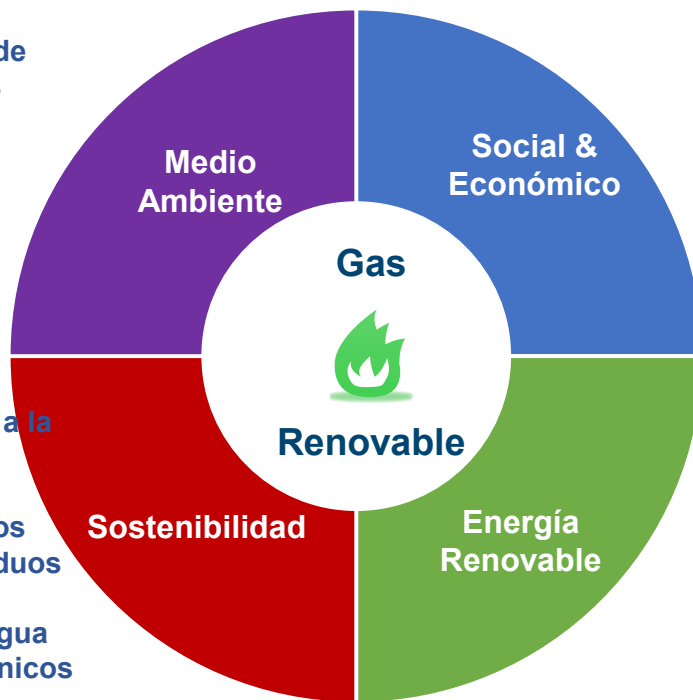 de
Medio
Ambiente
Social &
Económico
Gas
Renovable
a la
os
duos
gua
nicos
Sostenibilidad
Energía
Renovable